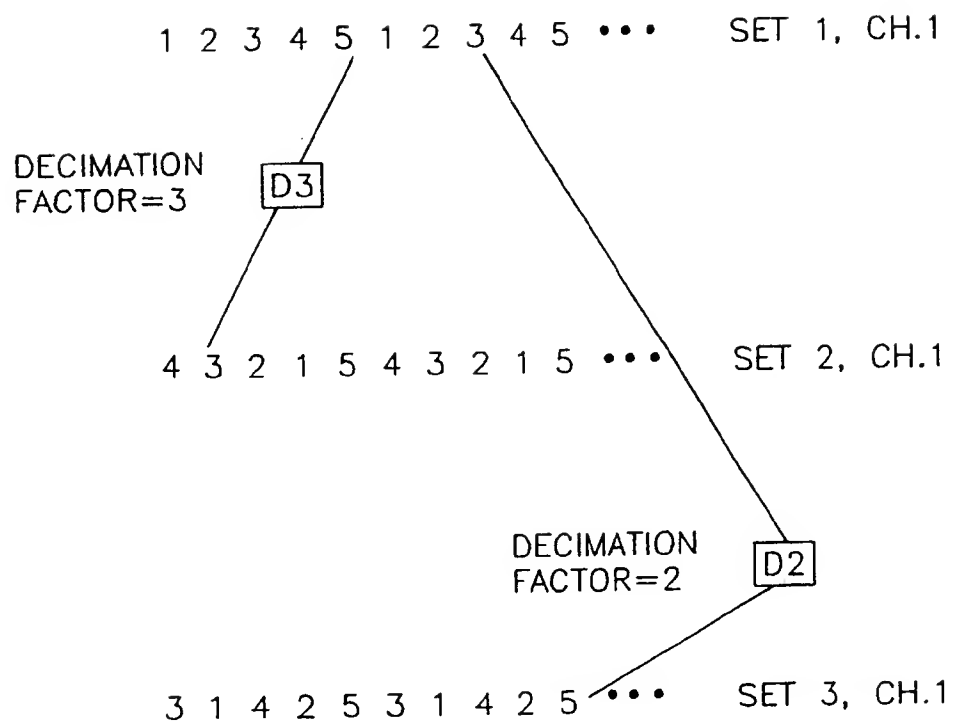 1 2 3 4 5 1 2 3 4 5 ••• SET 1, CH.1
DECIMATION
FACTOR=3
D3
4 3 2 1 5 4 3 2 1 5 ••• SET 2, CH.1
DECIMATION
FACTOR=2
D2
3 1 4 2 5 3 1 4 2 5 ••• SET 3, CH.1